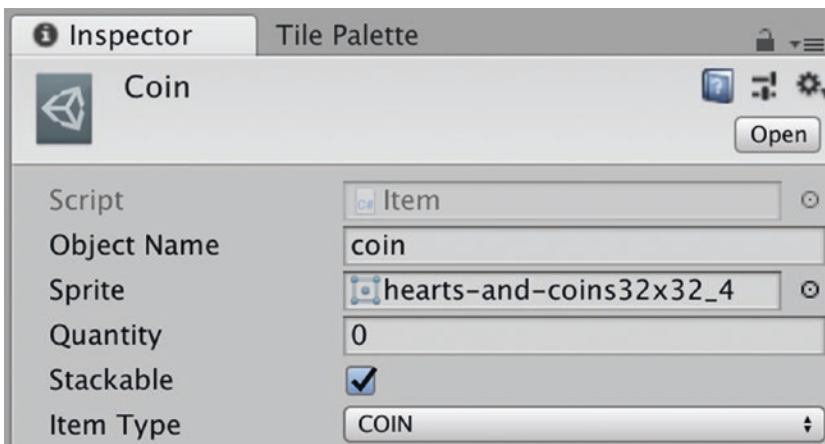 Inspector Tile Palette
Coin
Open
Script Item
Object Name coin
Sprite hearts-and-coins32x32_4
Quantity 0
Stackable
Item Type COIN